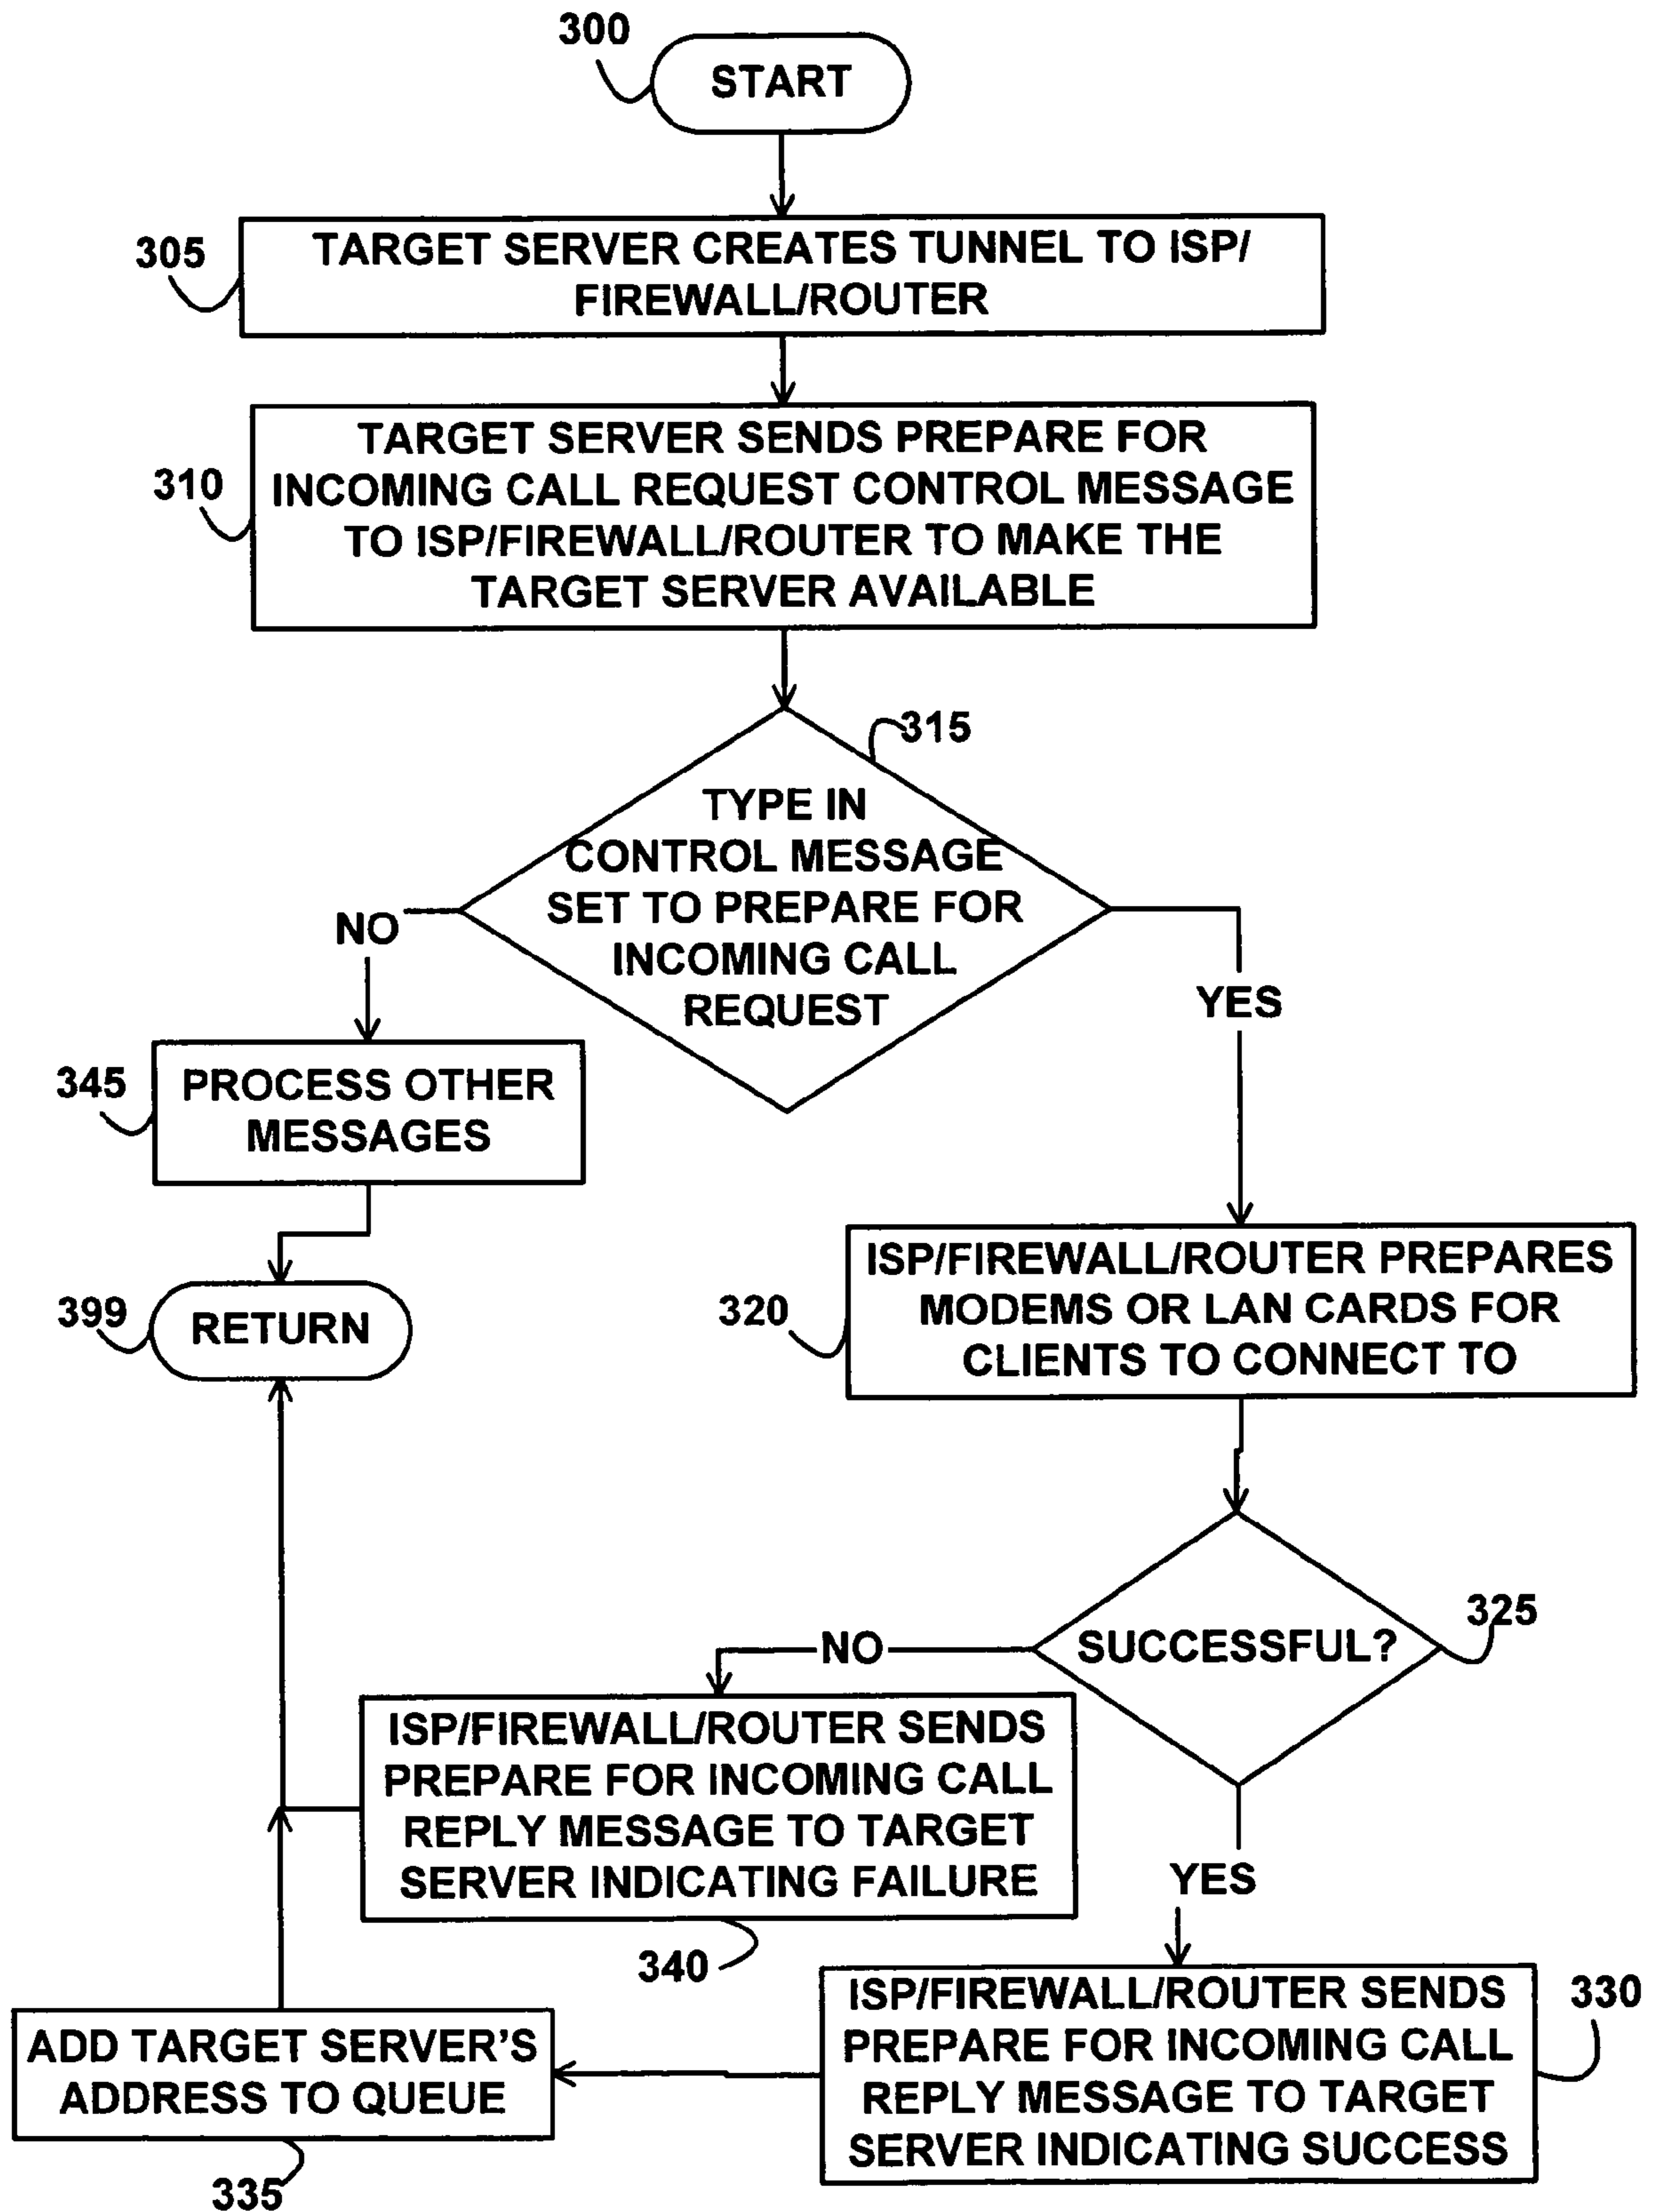 300
START
305
TARGET SERVER CREATES TUNNEL TO ISP/
FIREWALL/ROUTER
310
TARGET SERVER SENDS PREPARE FOR
INCOMING CALL REQUEST CONTROL MESSAGE
TO ISP/FIREWALL/ROUTER TO MAKE THE
TARGET SERVER AVAILABLE
315
TYPE IN
CONTROL MESSAGE
SET TO PREPARE FOR
INCOMING CALL
REQUEST
NO
YES
345
PROCESS OTHER
MESSAGES
399
RETURN
320
ISP/FIREWALL/ROUTER PREPARES
MODEMS OR LAN CARDS FOR
CLIENTS TO CONNECT TO
325
SUCCESSFUL?
NO
ISP/FIREWALL/ROUTER SENDS
PREPARE FOR INCOMING CALL
REPLY MESSAGE TO TARGET
SERVER INDICATING FAILURE
340
YES
330
ISP/FIREWALL/ROUTER SENDS
PREPARE FOR INCOMING CALL
REPLY MESSAGE TO TARGET
SERVER INDICATING SUCCESS
ADD TARGET SERVER'S
ADDRESS TO QUEUE
335